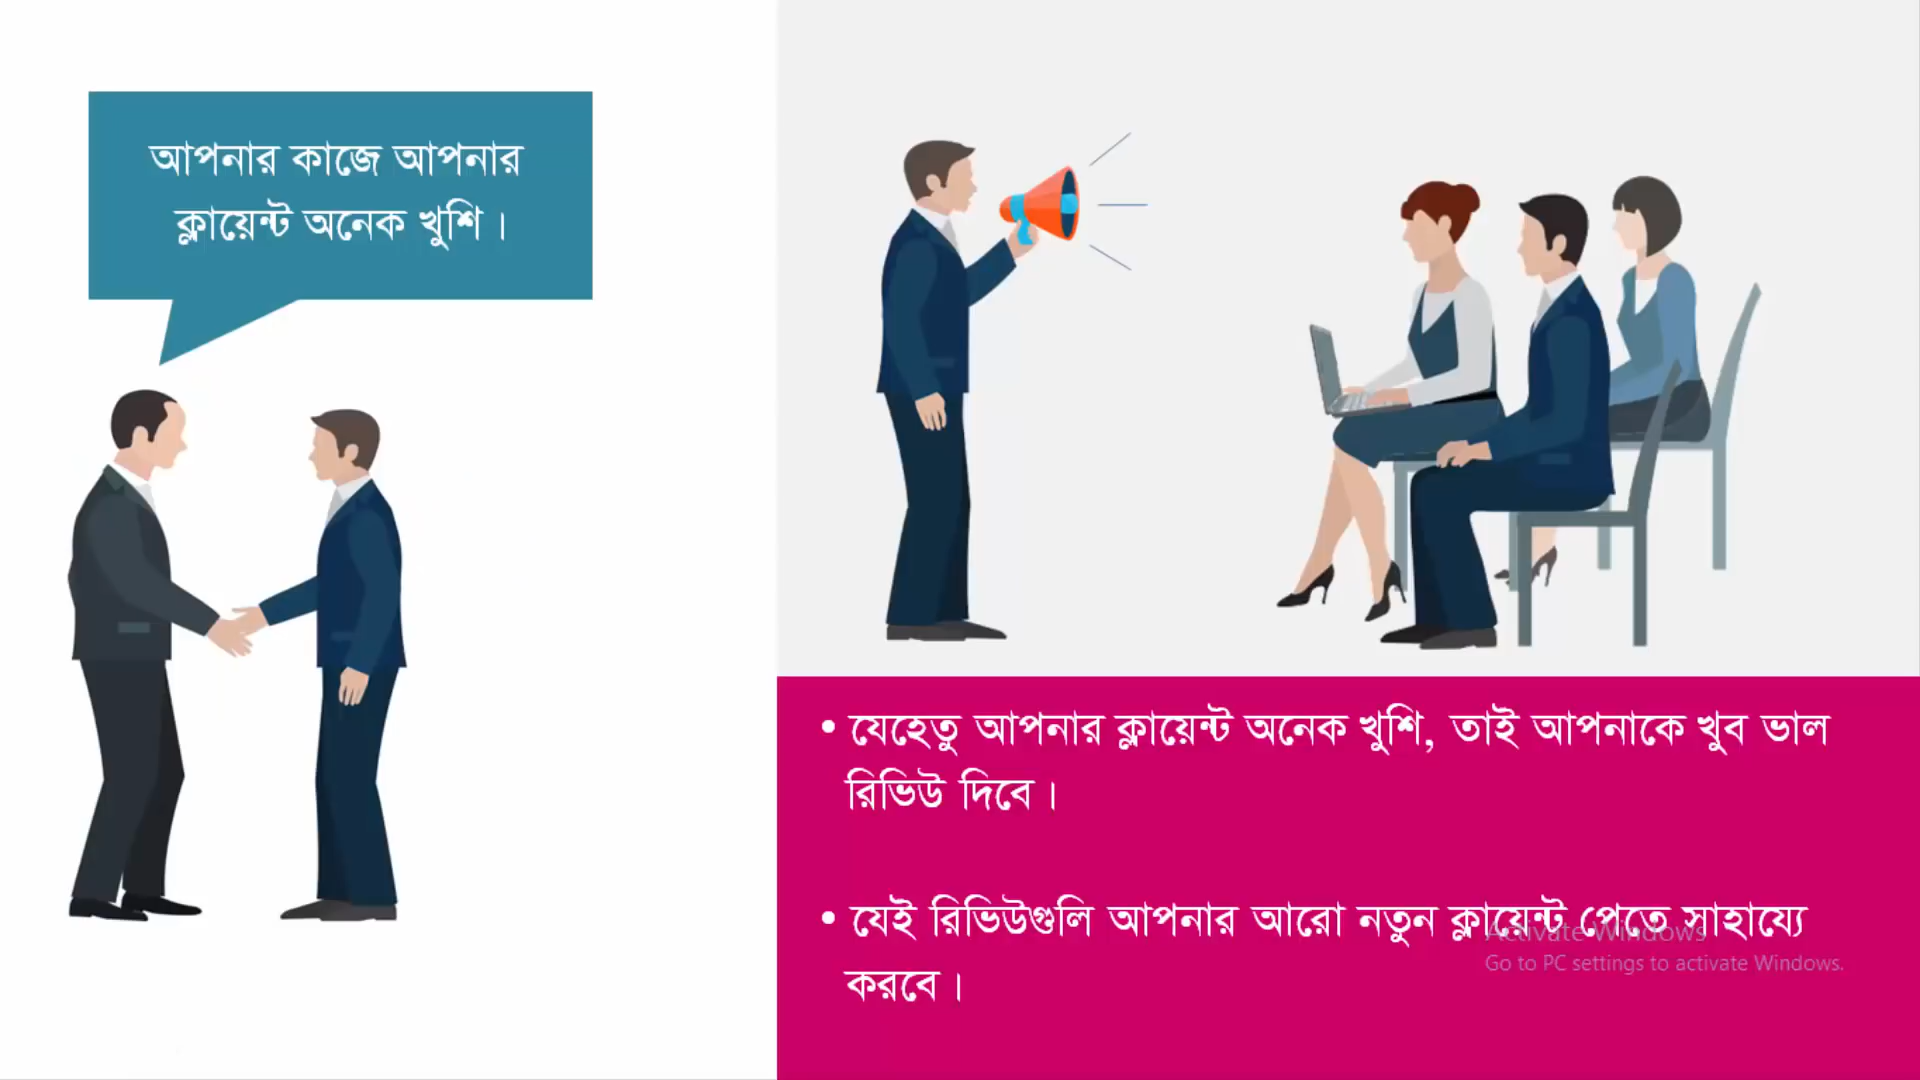 আপনার কাজে আপনার
ক্লায়েন্ট অনেক খুশি।
• যেহেতু আপনার ক্লায়েন্ট অনেক খুশি, তাই আপনাকে খুব ভাল
রিভিউ দিবে।
• যেই রিভিউগুলি আপনার আরো নতুন ক্লায়েন্ট পেতে সাহায্যে
করবে।
Activate Windows
Go to PC settings to activate Windows.